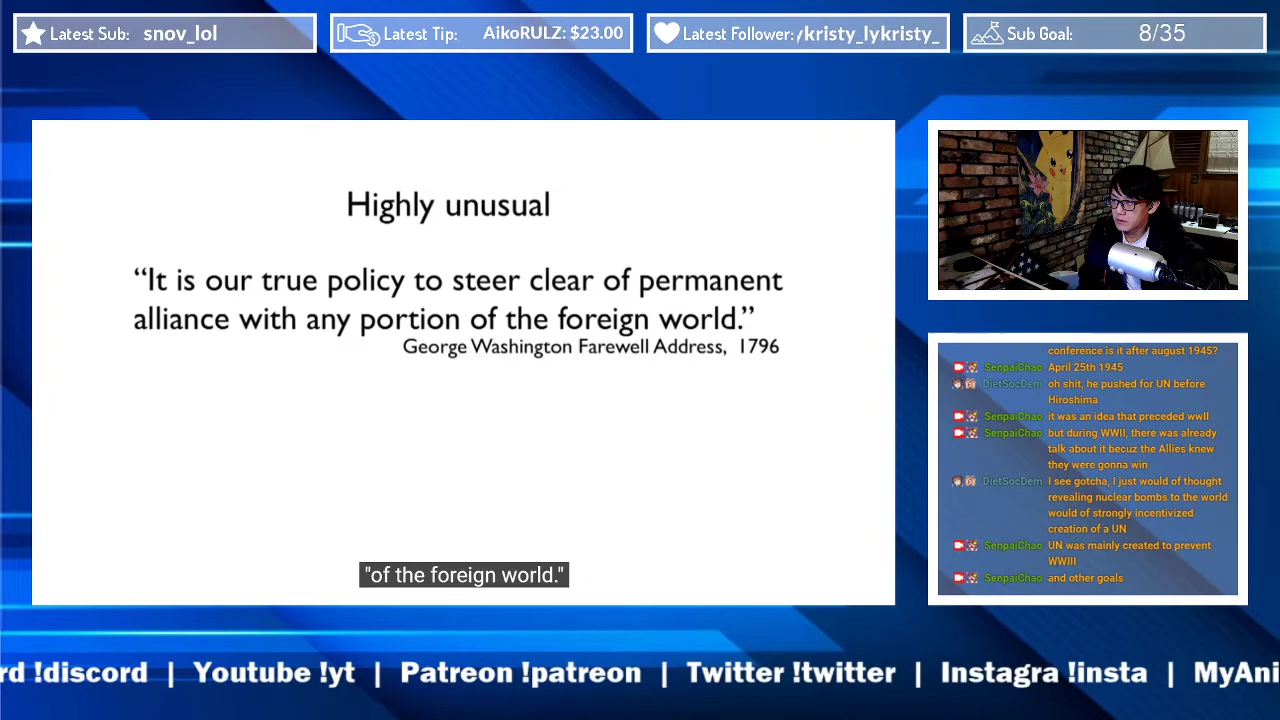 Latest Sub: snov_lol
Latest Tip: AikoRULZ: $23.00
Latest Follower: /kristy_lykristy_
Sub Goal: 8/35
Highly unusual
“It is our true policy to steer clear of permanent
alliance with any portion of the foreign world.”
George Washington Farewell Address, 1796
"of the foreign world."
conference is it after august 1945?
SenpaiChao April 25th 1945
DietSocDem oh shit, he pushed for UN before
Hiroshima
SenpaiChao it was an idea that preceded wwII
SenpaiChao but during WWII, there was already
talk about it becuz the Allies knew
they were gonna win
DietSocDem I see gotcha, I just would of thought
revealing nuclear bombs to the world
would of strongly incentivized
creation of a UN
SenpaiChao UN was mainly created to prevent
WWIII
SenpaiChao and other goals
rd !discord | Youtube !yt | Patreon !patreon | Twitter !twitter | Instagra !insta | MyAni